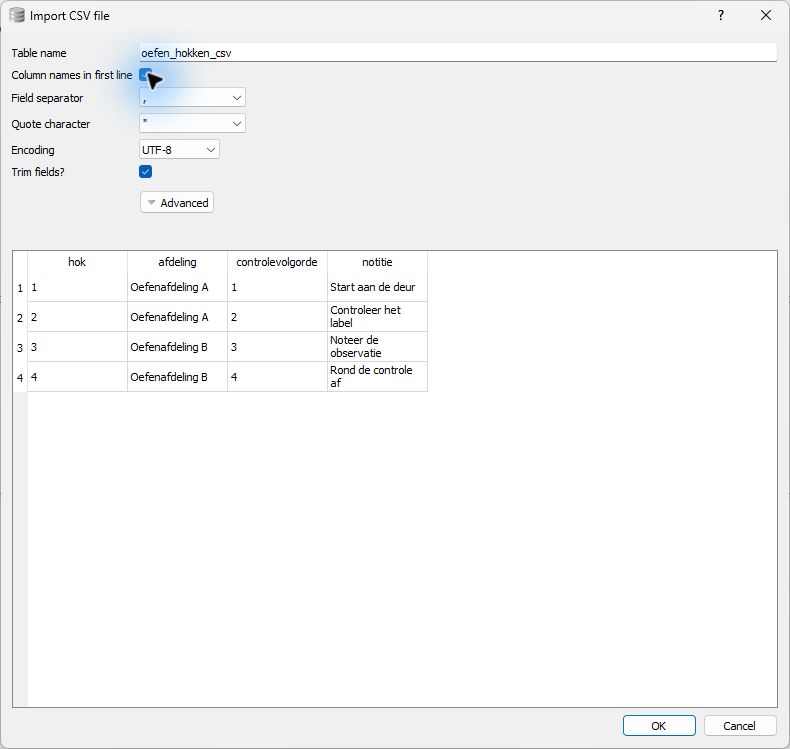 Import CSV file
?
Table name oefen_hokken_csv
Column names in first line
Field separator ,
Quote character "
Encoding UTF-8
Trim fields?
Advanced
hok afdeling controlevolgorde notitie
1 1 Oefenafdeling A 1 Start aan de deur
2 2 Oefenafdeling A 2 Controleer het
label
3 3 Oefenafdeling B 3 Noteer de
observatie
4 4 Oefenafdeling B 4 Rond de controle
af
OK Cancel